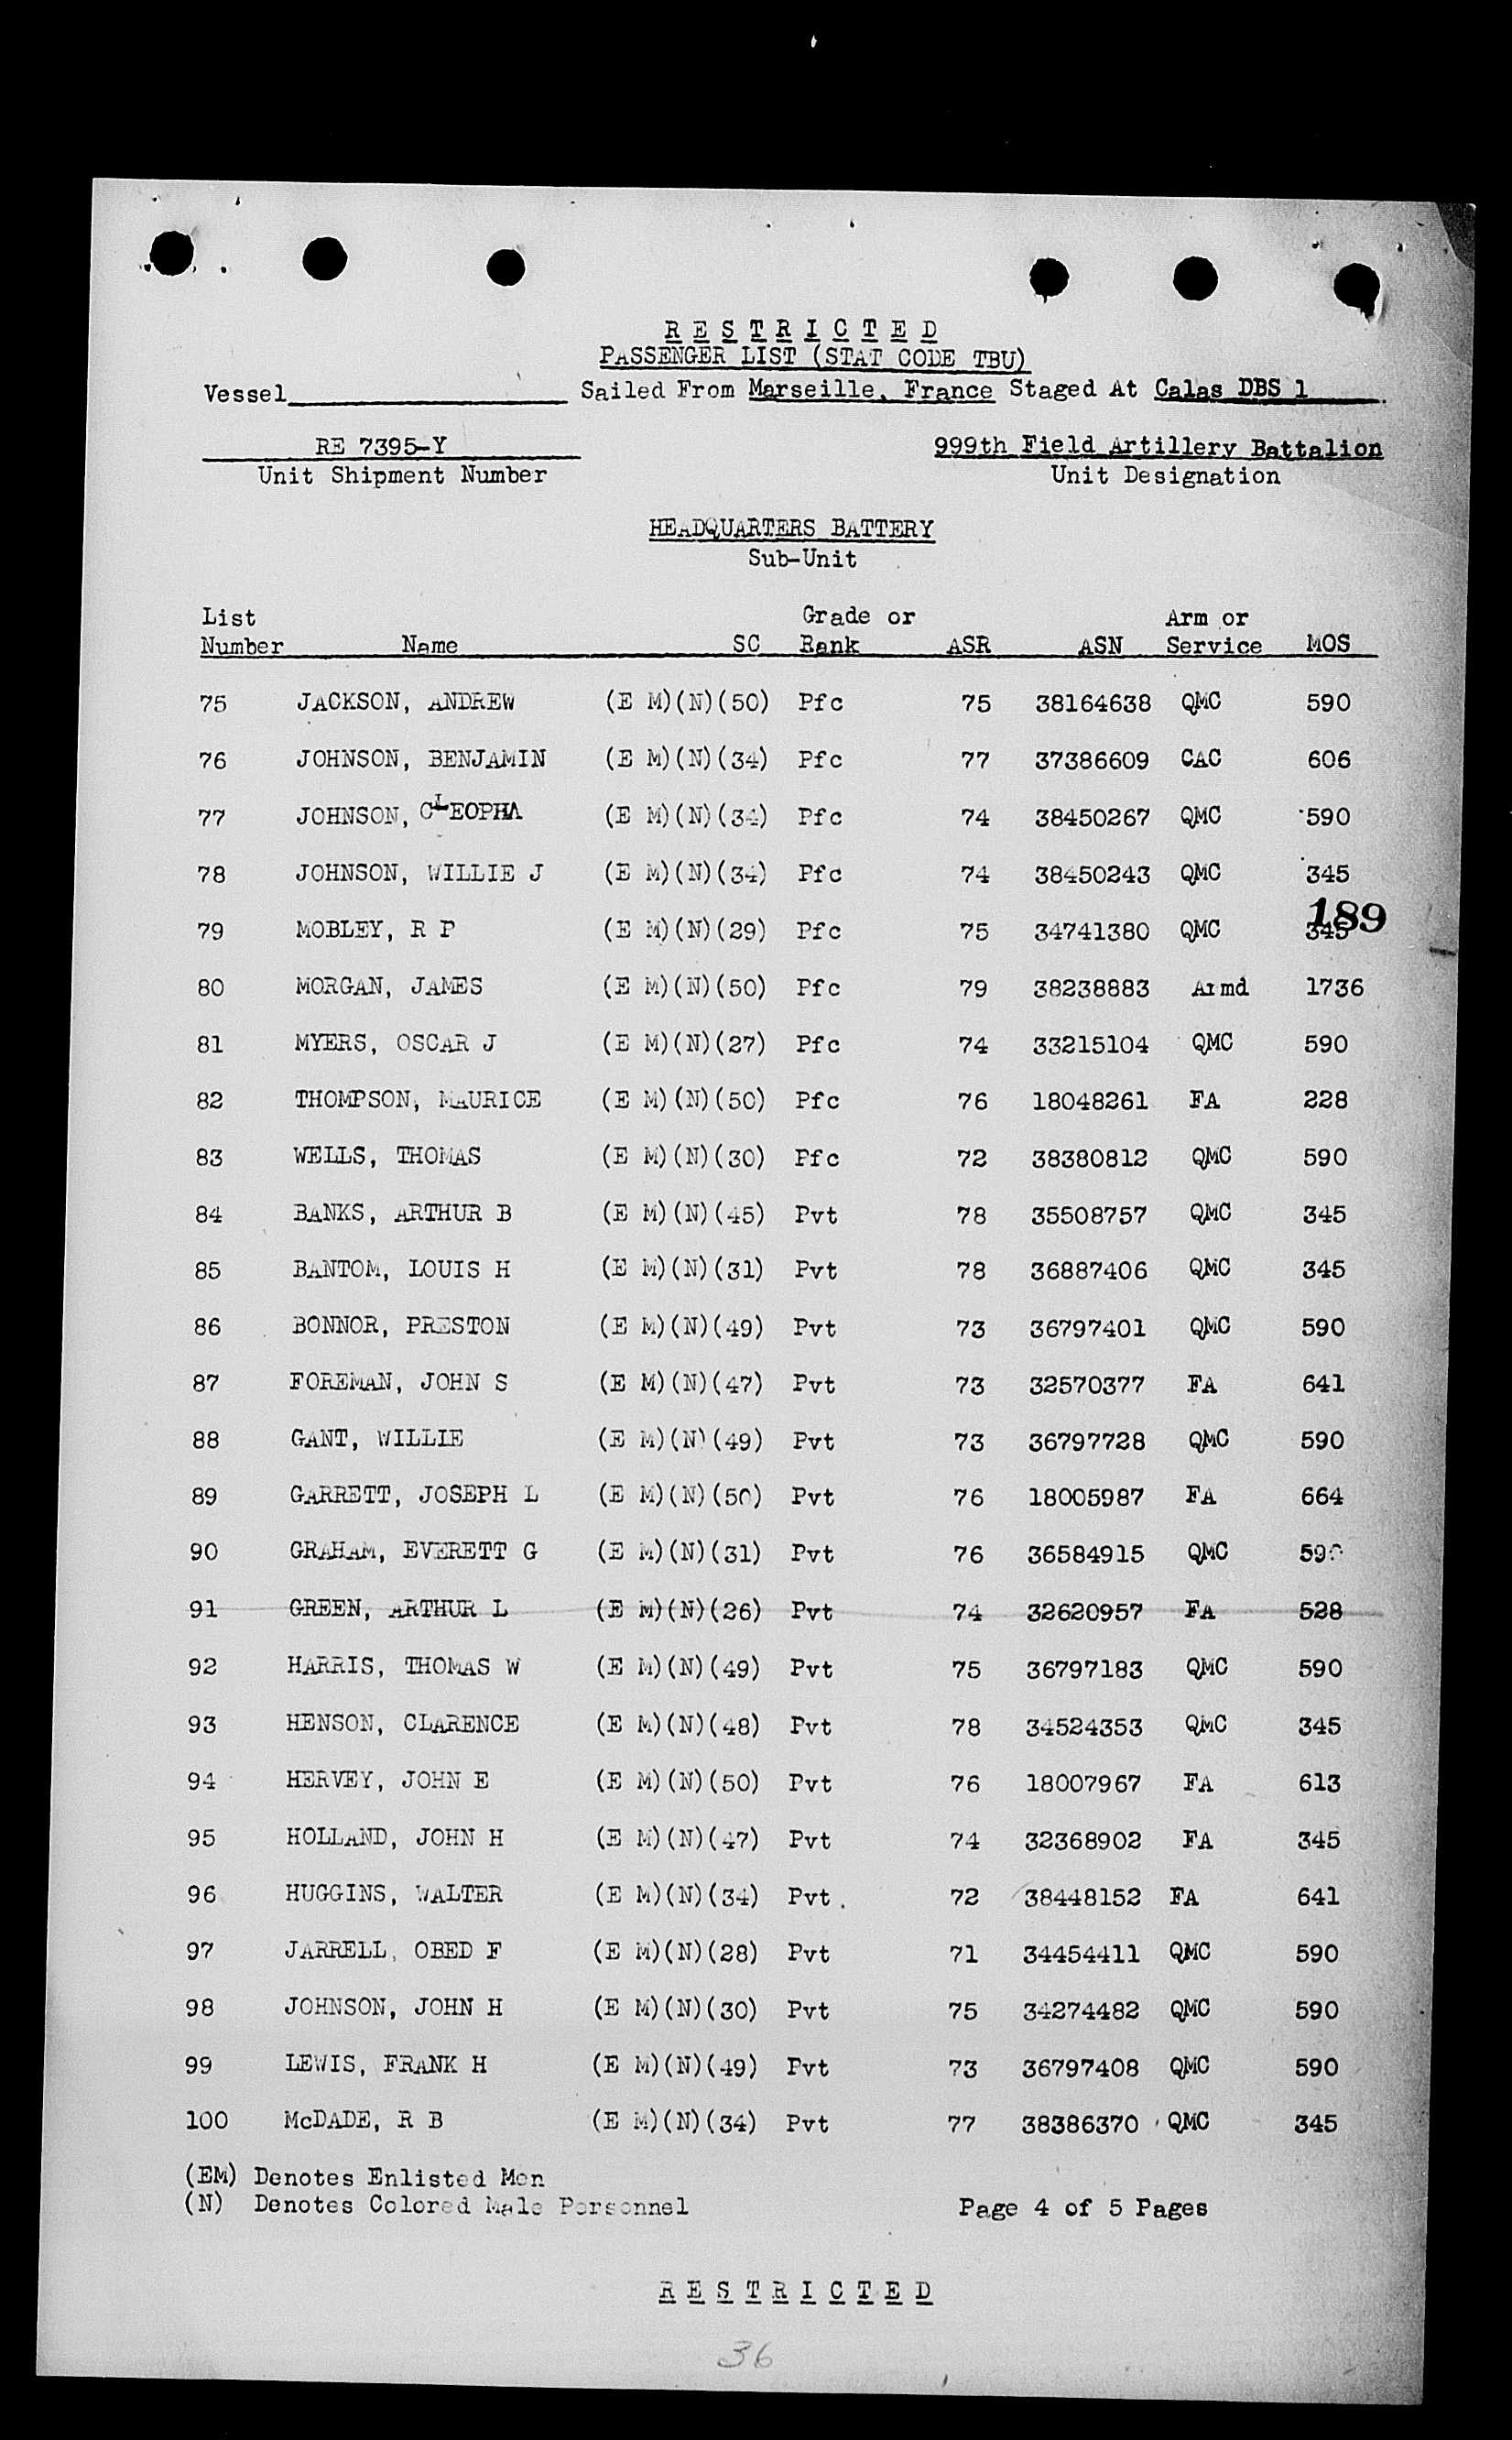 R E S T R I C T E D
PASSENGER LIST (STAT CODE TBU)
Vessel Sailed From Marseille, France Staged At Calas DBS 1
RE 7395-Y 999th Field Artillery Battalion
Unit Shipment Number Unit Designation
HEADQUARTERS BATTERY
Sub-Unit
List Grade or Arm or
Number Name SC Rank ASR ASN Service MOS
75 JACKSON, ANDREW (E M)(N)(50) Pfc 75 38164638 QMC 590
76 JOHNSON, BENJAMIN (E M)(N)(34) Pfc 77 37386609 CAC 606
77 JOHNSON, CLEOPHA (E M)(N)(34) Pfc 74 38450267 QMC 590
78 JOHNSON, WILLIE J (E M)(N)(34) Pfc 74 38450243 QMC 345
189
79 MOBLEY, R P (E M)(N)(29) Pfc 75 34741380 QMC 345
80 MORGAN, JAMES (E M)(N)(50) Pfc 79 38238883 Armd 1736
81 MYERS, OSCAR J (E M)(N)(27) Pfc 74 33215104 QMC 590
82 THOMPSON, MAURICE (E M)(N)(50) Pfc 76 18048261 FA 228
83 WELLS, THOMAS (E M)(N)(30) Pfc 72 38380812 QMC 590
84 BANKS, ARTHUR B (E M)(N)(45) Pvt 78 35508757 QMC 345
85 BANTOM, LOUIS H (E M)(N)(31) Pvt 78 36887406 QMC 345
86 BONNOR, PRESTON (E M)(N)(49) Pvt 73 36797401 QMC 590
87 FOREMAN, JOHN S (E M)(N)(47) Pvt 73 32570377 FA 641
88 GANT, WILLIE (E M)(N)(49) Pvt 73 36797728 QMC 590
89 GARRETT, JOSEPH L (E M)(N)(50) Pvt 76 18005987 FA 664
90 GRAHAM, EVERETT G (E M)(N)(31) Pvt 76 36584915 QMC 590
91 GREEN, ARTHUR L (E M)(N)(26) Pvt 74 32620957 FA 528
92 HARRIS, THOMAS W (E M)(N)(49) Pvt 75 36797183 QMC 590
93 HENSON, CLARENCE (E M)(N)(48) Pvt 78 34524353 QMC 345
94 HERVEY, JOHN E (E M)(N)(50) Pvt 76 18007967 FA 613
95 HOLLAND, JOHN H (E M)(N)(47) Pvt 74 32368902 FA 345
96 HUGGINS, WALTER (E M)(N)(34) Pvt . 72 38448152 FA 641
97 JARRELL, OBED F (E M)(N)(28) Pvt 71 34454411 QMC 590
98 JOHNSON, JOHN H (E M)(N)(30) Pvt 75 34274482 QMC 590
99 LEWIS, FRANK H (E M)(N)(49) Pvt 73 36797408 QMC 590
100 McDADE, R B (E M)(N)(34) Pvt 77 38386370 QMC 345
(EM) Denotes Enlisted Men
(N) Denotes Colored Male Personnel Page 4 of 5 Pages
R E S T R I C T E D
36